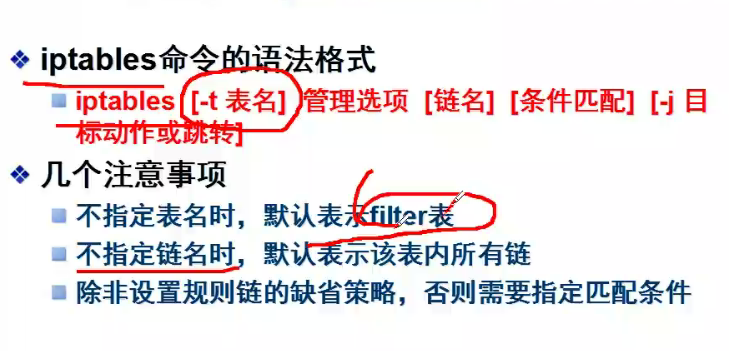 iptables命令的语法格式
iptables [-t 表名] 管理选项 [链名] [条件匹配] [-j 目
标动作或跳转]
几个注意事项
不指定表名时，默认表示filter表
不指定链名时，默认表示该表内所有链
除非设置规则链的缺省策略，否则需要指定匹配条件